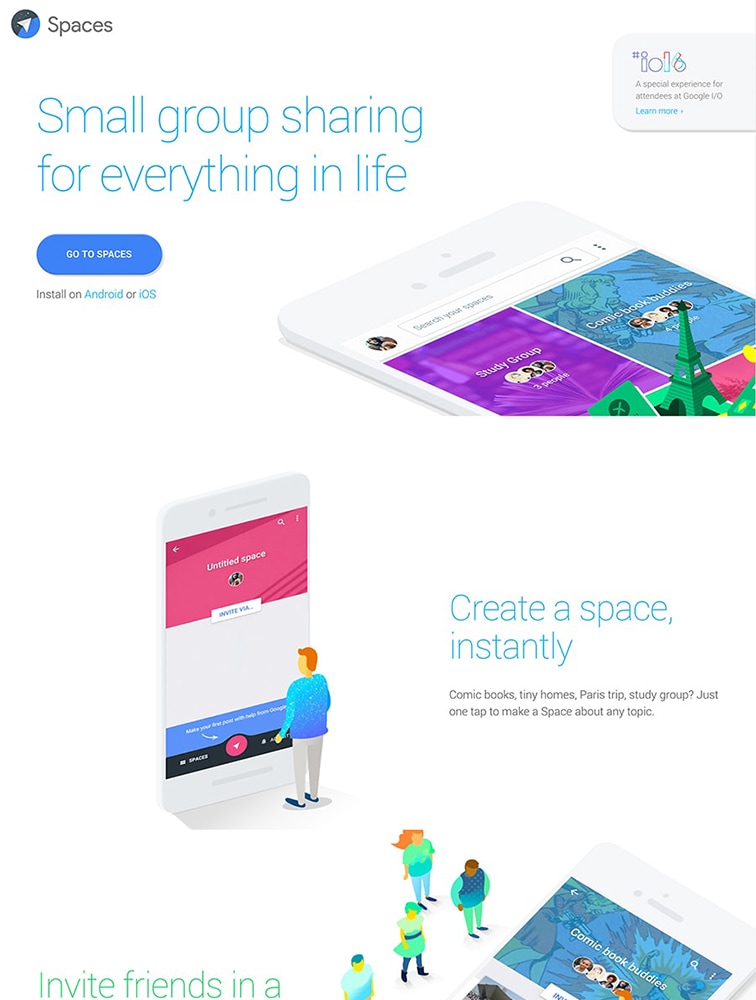 Spaces
#io16
A special experience for
attendees at Google I/O
Learn more ›
Small group sharing
for everything in life
GO TO SPACES
Install on Android or iOS
Search your spaces
Comic book buddies
4 people
Study Group
3 people
Untitled space
INVITE VIA...
Make your first post with help from Google
SPACES
Create a space,
instantly
Comic books, tiny homes, Paris trip, study group? Just
one tap to make a Space about any topic.
Comic book buddies
Invite friends in a